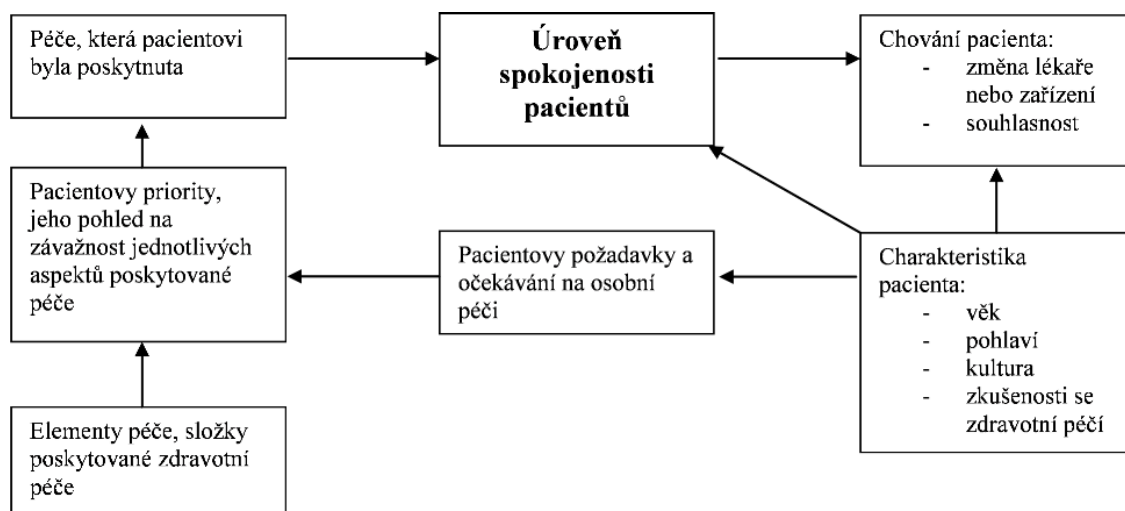 Péče, která pacientovi
byla poskytnuta
Úroveň
spokojenosti
pacientů
Chování pacienta:
- změna lékaře
nebo zařízení
- souhlasnost
Pacientovy priority,
jeho pohled na
závažnost jednotlivých
aspektů poskytované
péče
Pacientovy požadavky a
očekávání na osobní
péči
Charakteristika
pacienta:
- věk
- pohlaví
- kultura
- zkušenosti se
zdravotní péčí
Elementy péče, složky
poskytované zdravotní
péče